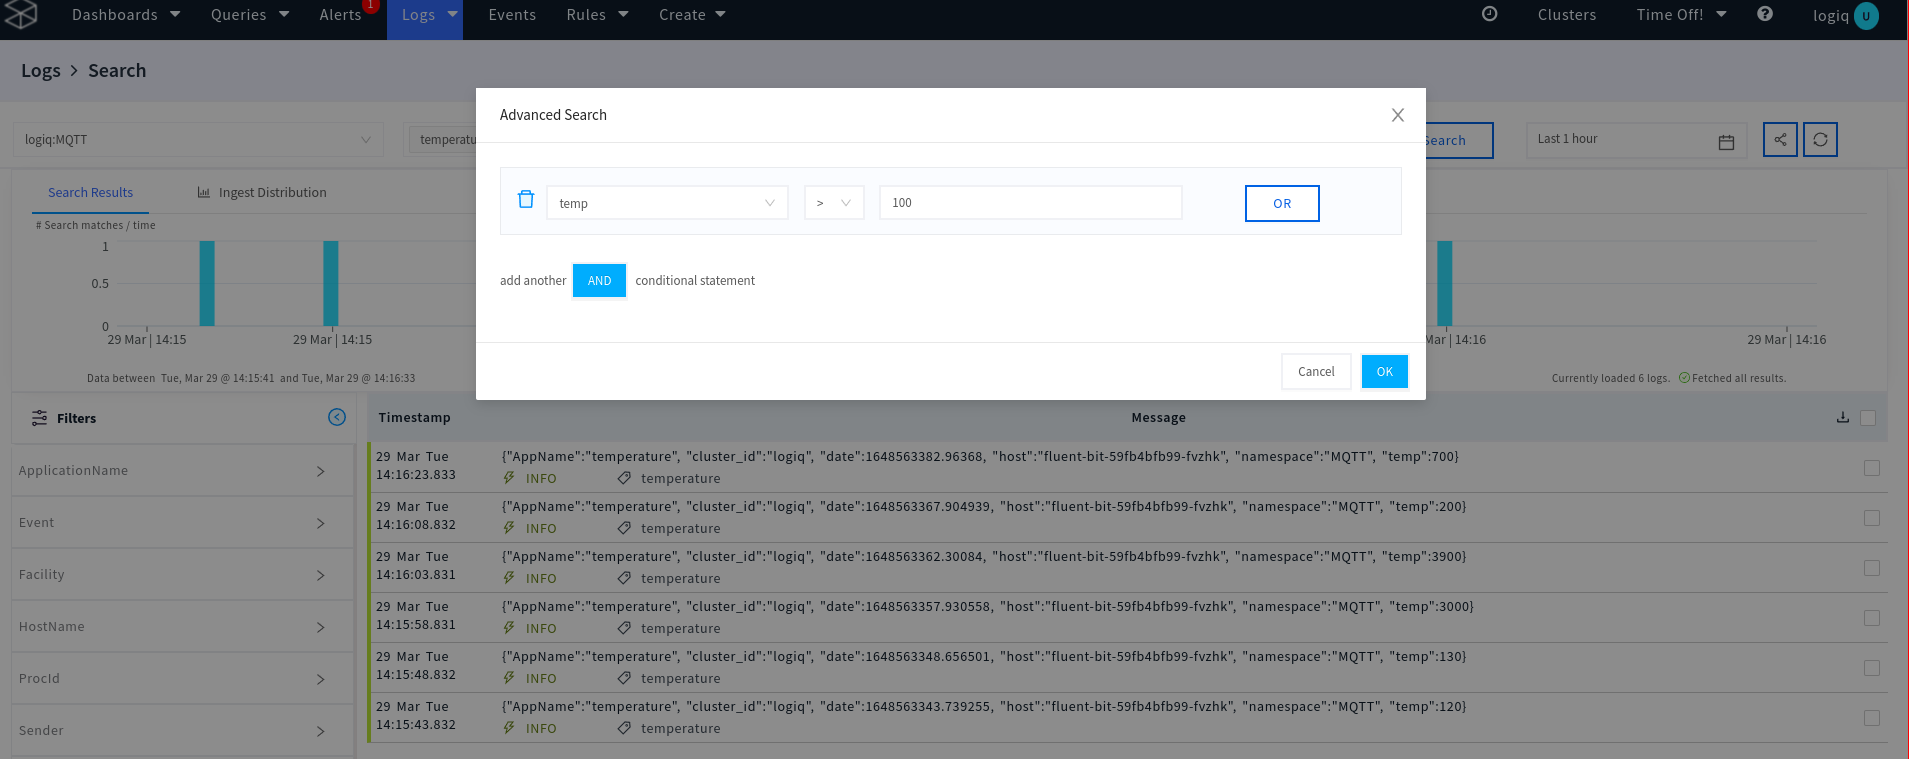 Dashboards Queries Alerts 1 Logs Events Rules Create Clusters Time Off! logiq U
Logs > Search
Advanced Search
logiq:MQTT temperatu Search Last 1 hour
Search Results Ingest Distribution
temp > 100 OR
# Search matches / time
1
0.5
0
add another AND conditional statement
29 Mar | 14:15 29 Mar | 14:15 Mar | 14:16 29 Mar | 14:16
Cancel OK
Data between Tue, Mar 29 @ 14:15:41 and Tue, Mar 29 @ 14:16:33 Currently loaded 6 logs. Fetched all results.
Filters Timestamp Message
ApplicationName
Event
Facility
HostName
ProcId
Sender
29 Mar Tue {"AppName":"temperature", "cluster_id":"logiq", "date":1648563382.96368, "host":"fluent-bit-59fb4bfb99-fvzhk", "namespace":"MQTT", "temp":700}
14:16:23.833 INFO temperature
29 Mar Tue {"AppName":"temperature", "cluster_id":"logiq", "date":1648563367.904939, "host":"fluent-bit-59fb4bfb99-fvzhk", "namespace":"MQTT", "temp":200}
14:16:08.832 INFO temperature
29 Mar Tue {"AppName":"temperature", "cluster_id":"logiq", "date":1648563362.30084, "host":"fluent-bit-59fb4bfb99-fvzhk", "namespace":"MQTT", "temp":3900}
14:16:03.831 INFO temperature
29 Mar Tue {"AppName":"temperature", "cluster_id":"logiq", "date":1648563357.930558, "host":"fluent-bit-59fb4bfb99-fvzhk", "namespace":"MQTT", "temp":3000}
14:15:58.831 INFO temperature
29 Mar Tue {"AppName":"temperature", "cluster_id":"logiq", "date":1648563348.656501, "host":"fluent-bit-59fb4bfb99-fvzhk", "namespace":"MQTT", "temp":130}
14:15:48.832 INFO temperature
29 Mar Tue {"AppName":"temperature", "cluster_id":"logiq", "date":1648563343.739255, "host":"fluent-bit-59fb4bfb99-fvzhk", "namespace":"MQTT", "temp":120}
14:15:43.832 INFO temperature